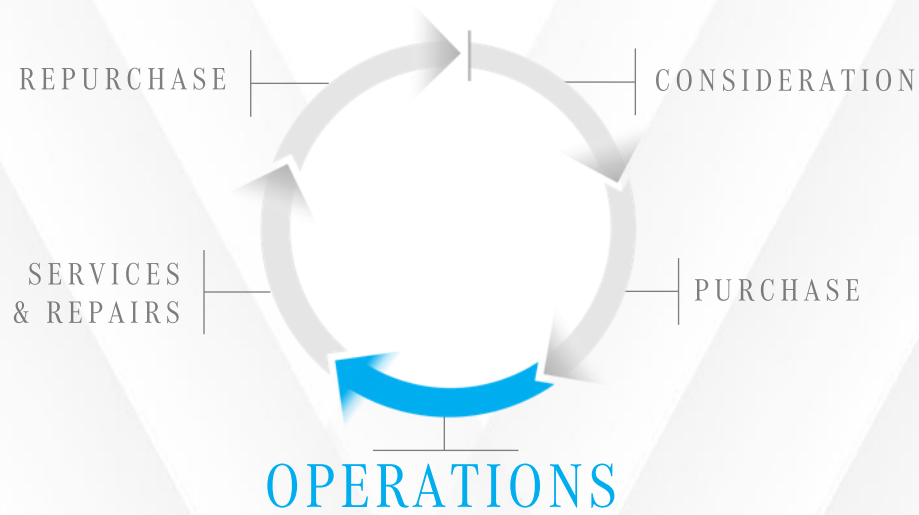 REPURCHASE
CONSIDERATION
SERVICES
& REPAIRS
PURCHASE
OPERATIONS